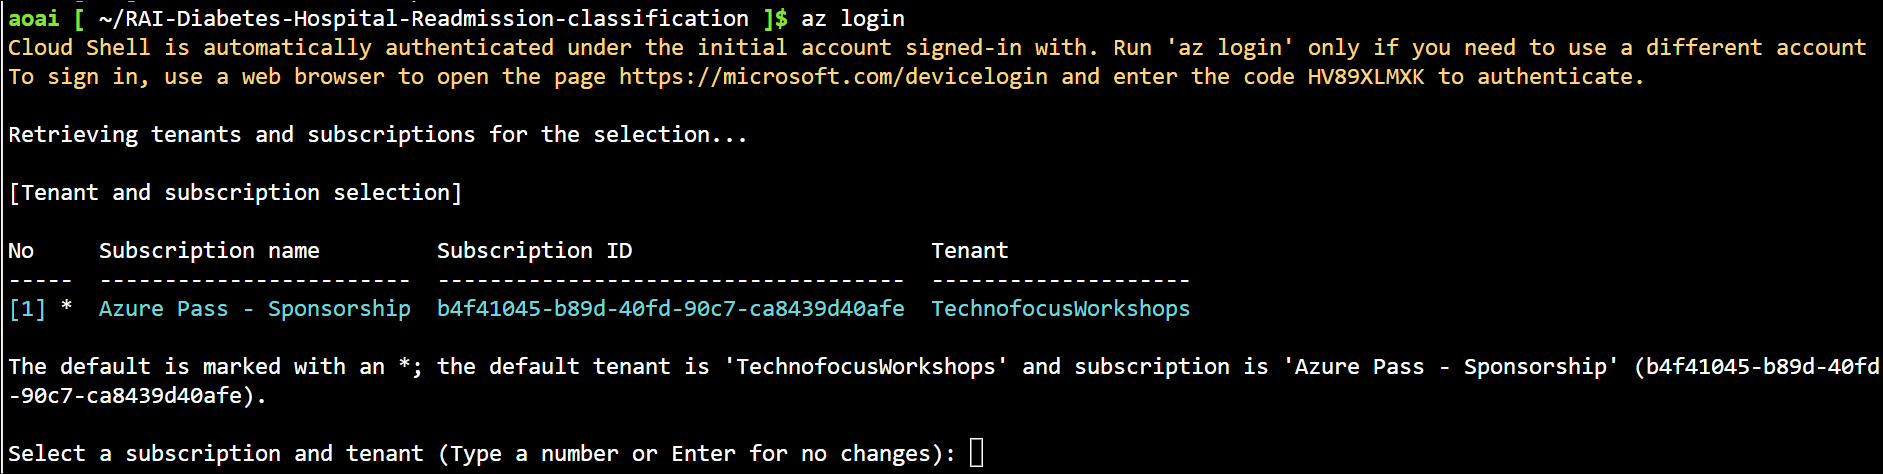 aoai [ ~/RAI-Diabetes-Hospital-Readmission-classification ]$ az login
Cloud Shell is automatically authenticated under the initial account signed-in with. Run 'az login' only if you need to use a different account
To sign in, use a web browser to open the page https://microsoft.com/devicelogin and enter the code HV89XLMXK to authenticate.

Retrieving tenants and subscriptions for the selection...

[Tenant and subscription selection]

No     Subscription name         Subscription ID                       Tenant
-----  ------------------------  ------------------------------------  --------------------
[1] *  Azure Pass - Sponsorship  b4f41045-b89d-40fd-90c7-ca8439d40afe  TechnofocusWorkshops

The default is marked with an *; the default tenant is 'TechnofocusWorkshops' and subscription is 'Azure Pass - Sponsorship' (b4f41045-b89d-40fd
-90c7-ca8439d40afe).

Select a subscription and tenant (Type a number or Enter for no changes):